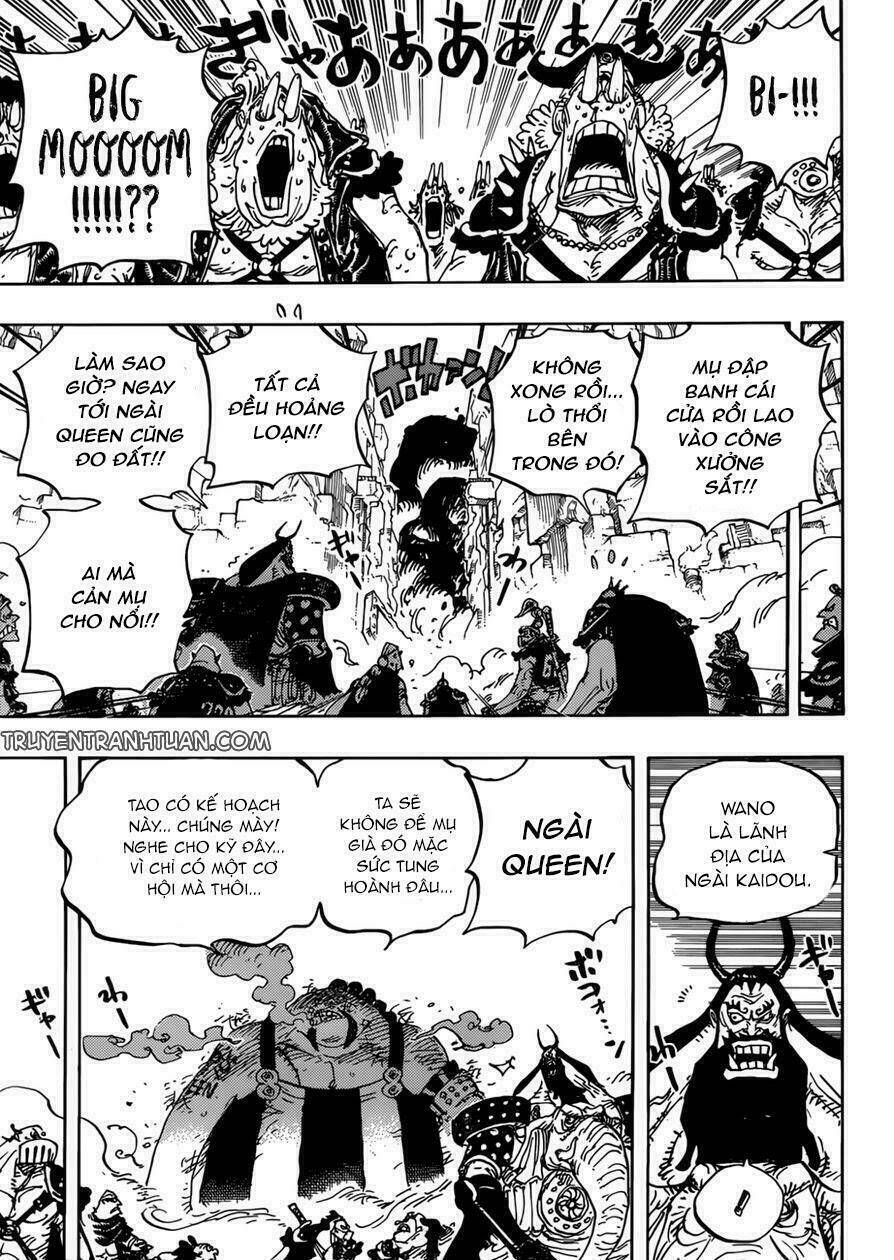 ぎゃああああああ
BI-!!!
BIG
MOOOOM
!!!!!??
MỤ ĐẬP
BANH CÁI
CỬA RỒI LAO
VÀO CÔNG
XƯỞNG
SẮT!!
KHÔNG
XONG RỒI...
LÒ THỔI
BÊN
TRONG ĐÓ!
ボカァン!
TẤT CẢ
ĐỀU HOẢNG
LOẠN!!
LÀM SAO
GIỜ? NGAY
TỚI NGÀI
QUEEN CŨNG
ĐO ĐẤT!!
AI MÀ
CẢN MỤ
CHO NỔI!!
TRUYENTRANHTUAN.COM
WANO
LÀ LÃNH
ĐỊA CỦA
NGÀI KAIDOU.
!
NGÀI
QUEEN!
TA SẼ
KHÔNG ĐỂ MỤ
GIÀ ĐÓ MẶC
SỨC TUNG
HOÀNH ĐÂU...
TAO CÓ KẾ HOẠCH
NÀY... CHÚNG MÀY!
NGHE CHO KỸ ĐÂY...
VÌ CHỈ CÓ MỘT CƠ
HỘI MÀ THÔI...